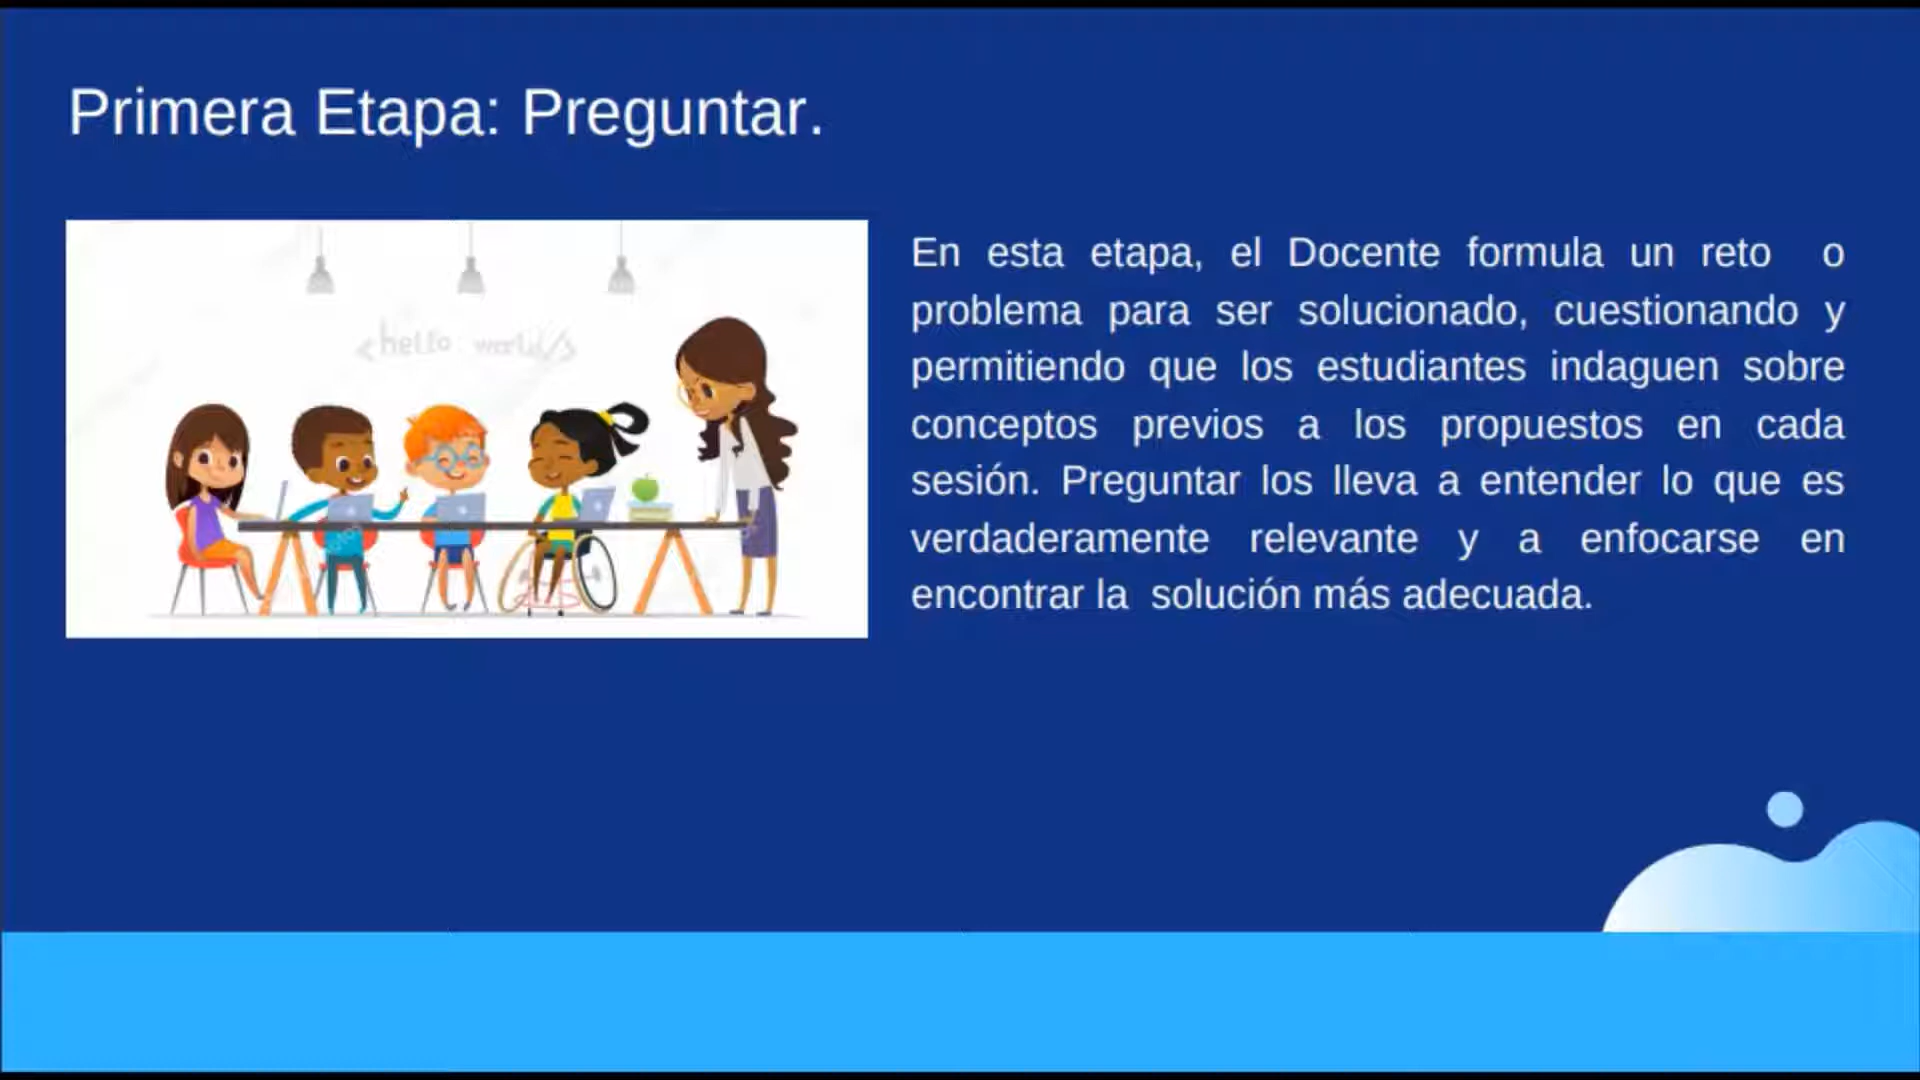 Primera Etapa: Preguntar.
<hello world/>
En esta etapa, el Docente formula un reto o
problema para ser solucionado, cuestionando y
permitiendo que los estudiantes indaguen sobre
conceptos previos a los propuestos en cada
sesión. Preguntar los lleva a entender lo que es
verdaderamente relevante y a enfocarse en
encontrar la solución más adecuada.